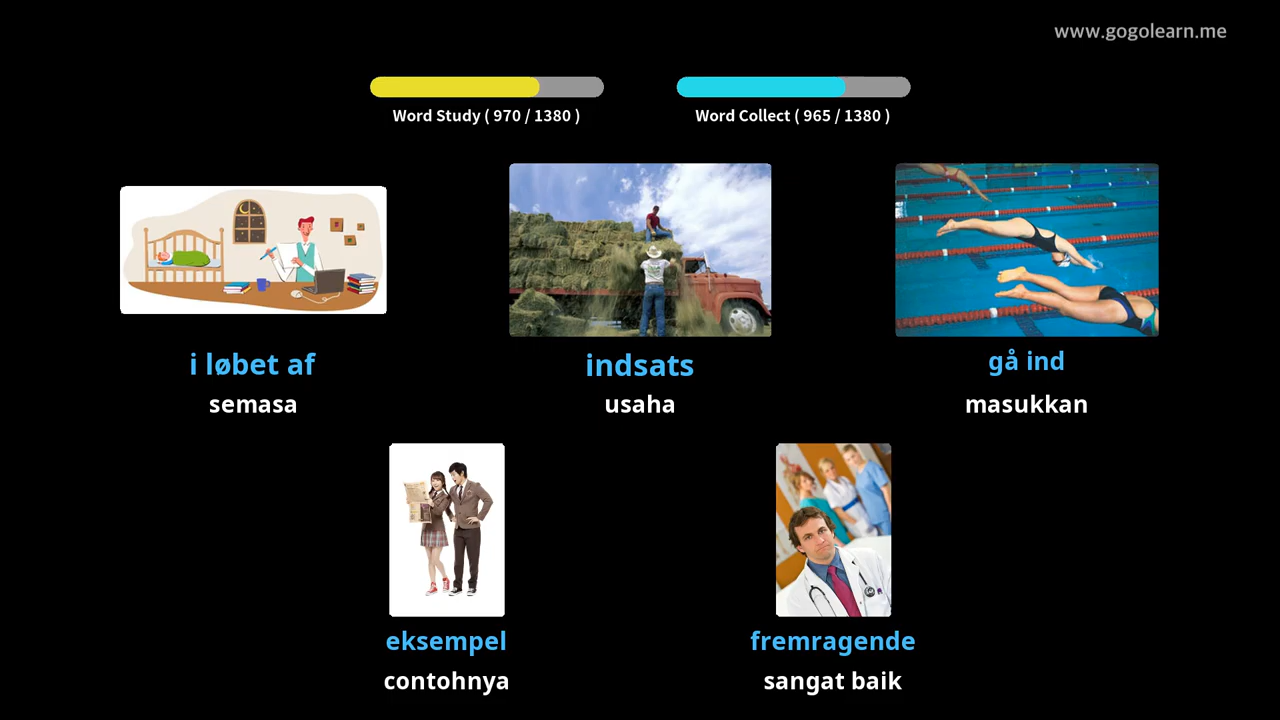 www.gogolearn.me
Word Study ( 970 / 1380 )
Word Collect ( 965 / 1380 )
i løbet af
semasa
indsats
usaha
gå ind
masukkan
eksempel
contohnya
fremragende
sangat baik